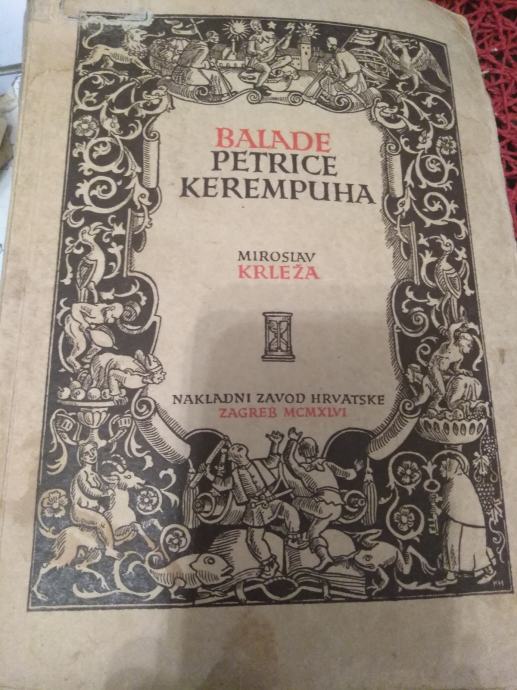 BALADE
PETRICE
KEREMPUHA
MIROSLAV
KRLEŽA
NAKLADNI ZAVOD HRVATSKE
ZAGREB MCMXLVI